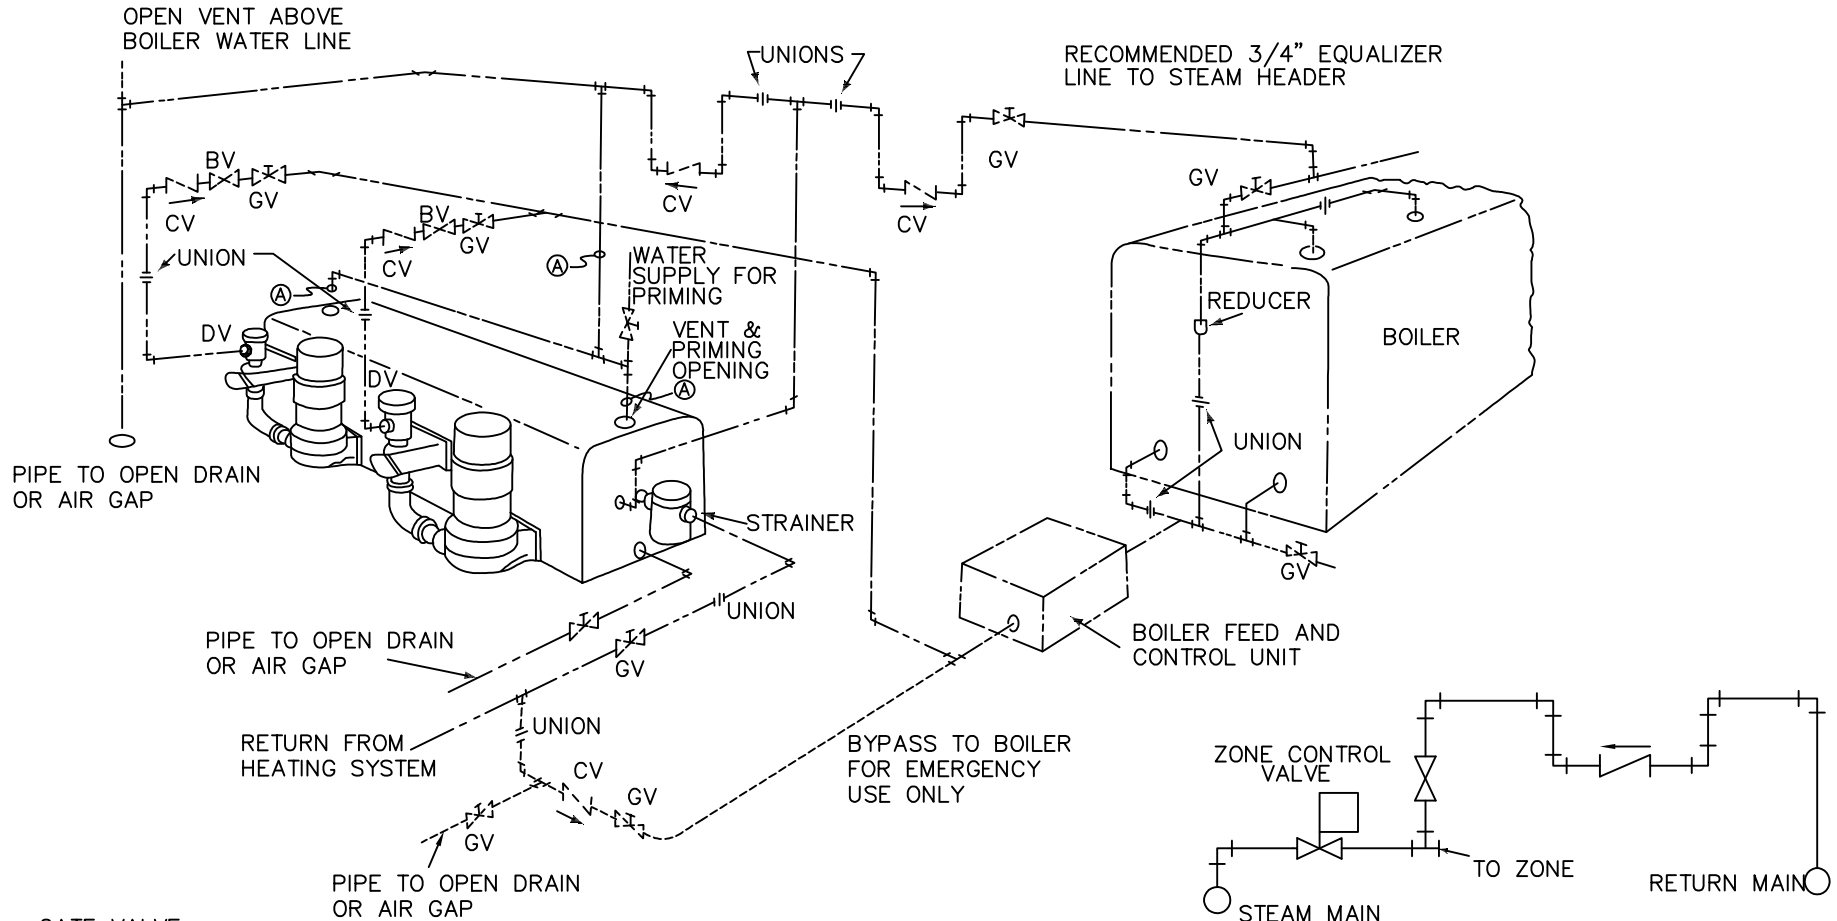 OPEN VENT ABOVE
BOILER WATER LINE
UNIONS
RECOMMENDED 3/4” EQUALIZER
LINE TO STEAM HEADER
BV
GV
CV
CV
GV
CV
GV
BV
GV
CV
UNION
A
A
WATER
SUPPLY FOR
PRIMING
VENT &
PRIMING
OPENING
A
DV
DV
REDUCER
BOILER
UNION
PIPE TO OPEN DRAIN
OR AIR GAP
STRAINER
GV
UNION
PIPE TO OPEN DRAIN
OR AIR GAP
GV
BOILER FEED AND
CONTROL UNIT
RETURN FROM
HEATING SYSTEM
UNION
CV
GV
GV
BYPASS TO BOILER
FOR EMERGENCY
USE ONLY
PIPE TO OPEN DRAIN
OR AIR GAP
ZONE CONTROL
VALVE
TO ZONE
RETURN MAIN
STEAM MAIN